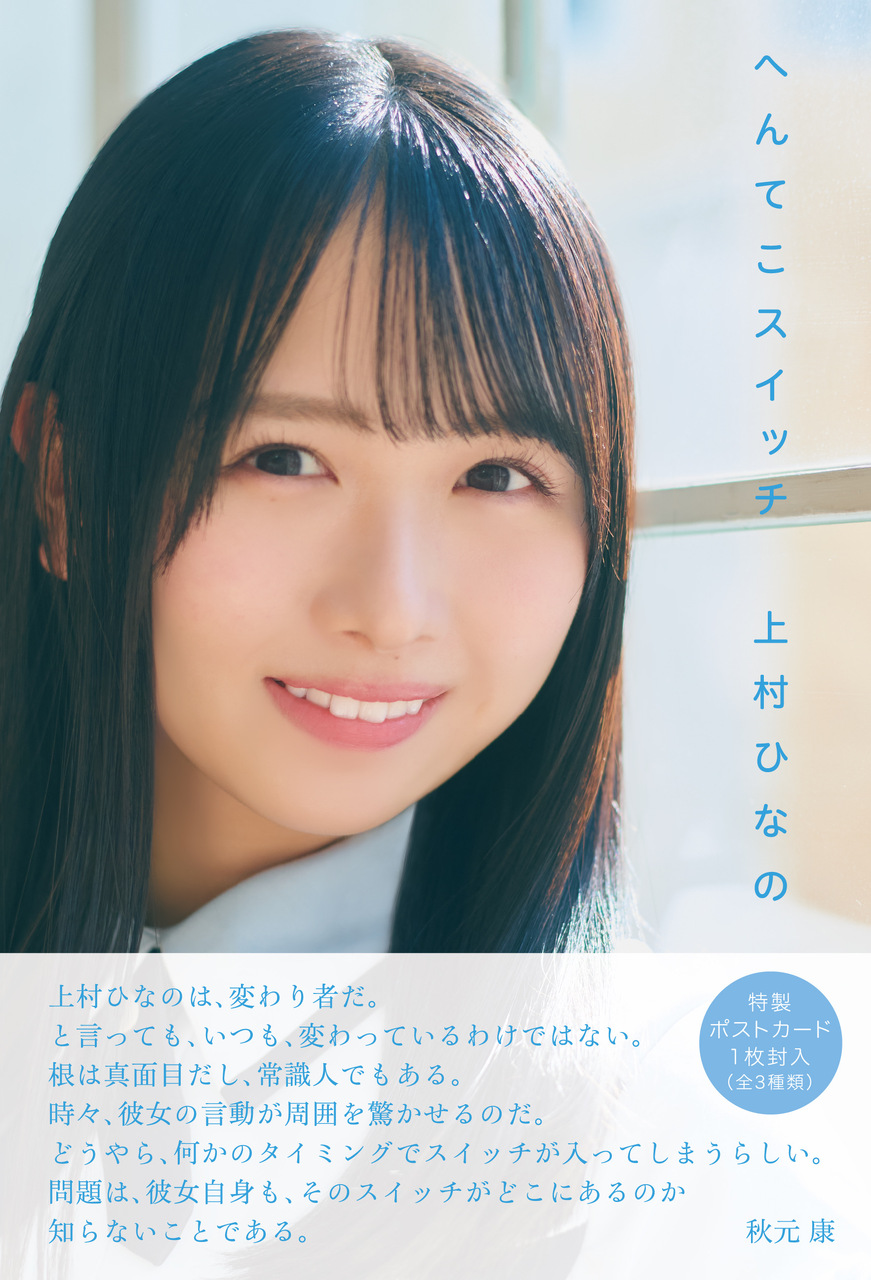 へんてこスイッチ 上村ひなの
上村ひなのは、変わり者だ。
と言っても、いつも、変わっているわけではない。
根は真面目だし、常識人でもある。
時々、彼女の言動が周囲を驚かせるのだ。
どうやら、何かのタイミングでスイッチが入ってしまうらしい。
問題は、彼女自身も、そのスイッチがどこにあるのか
知らないことである。
秋元 康
特製
ポストカード
1枚封入
(全3種類)